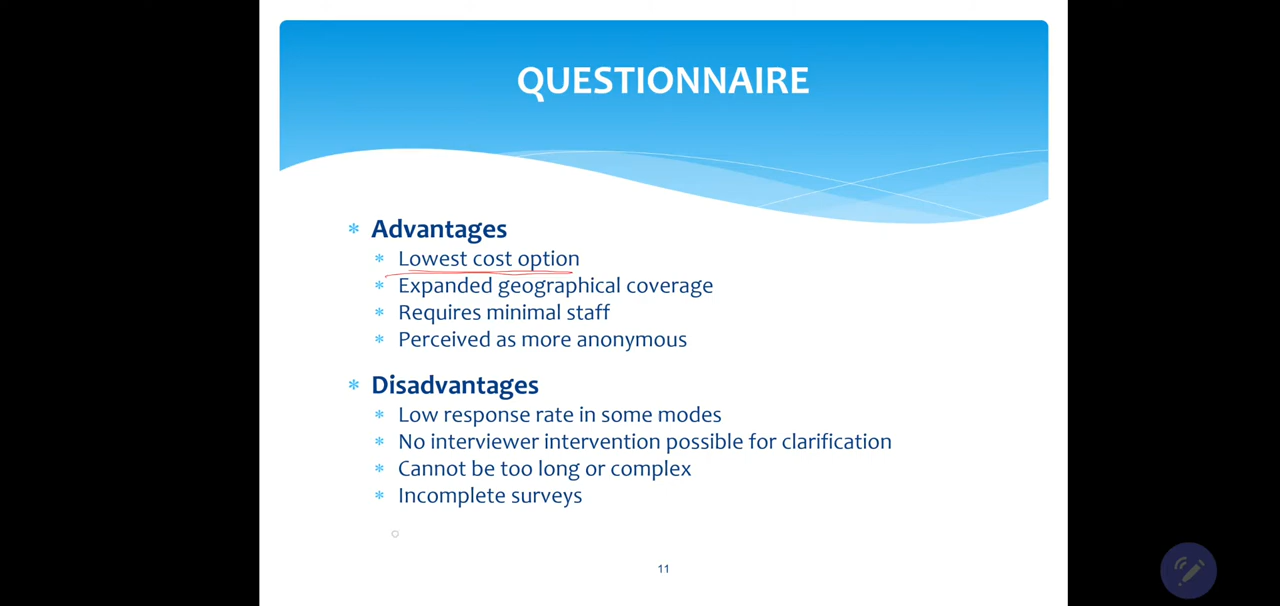 QUESTIONNAIRE
* Advantages
* Lowest cost option
* Expanded geographical coverage
* Requires minimal staff
* Perceived as more anonymous
* Disadvantages
* Low response rate in some modes
* No interviewer intervention possible for clarification
* Cannot be too long or complex
* Incomplete surveys
11